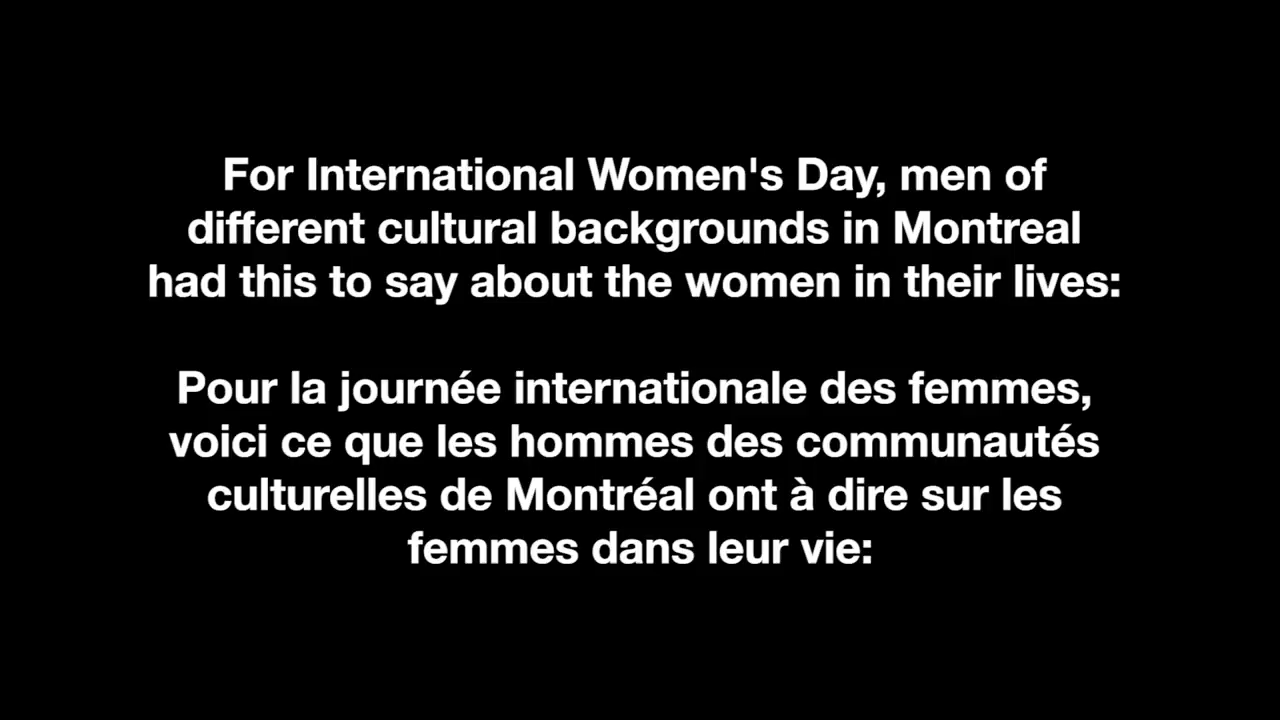 For International Women's Day, men of
different cultural backgrounds in Montreal
had this to say about the women in their lives:
Pour la journée internationale des femmes,
voici ce que les hommes des communautés
culturelles de Montréal ont à dire sur les
femmes dans leur vie: